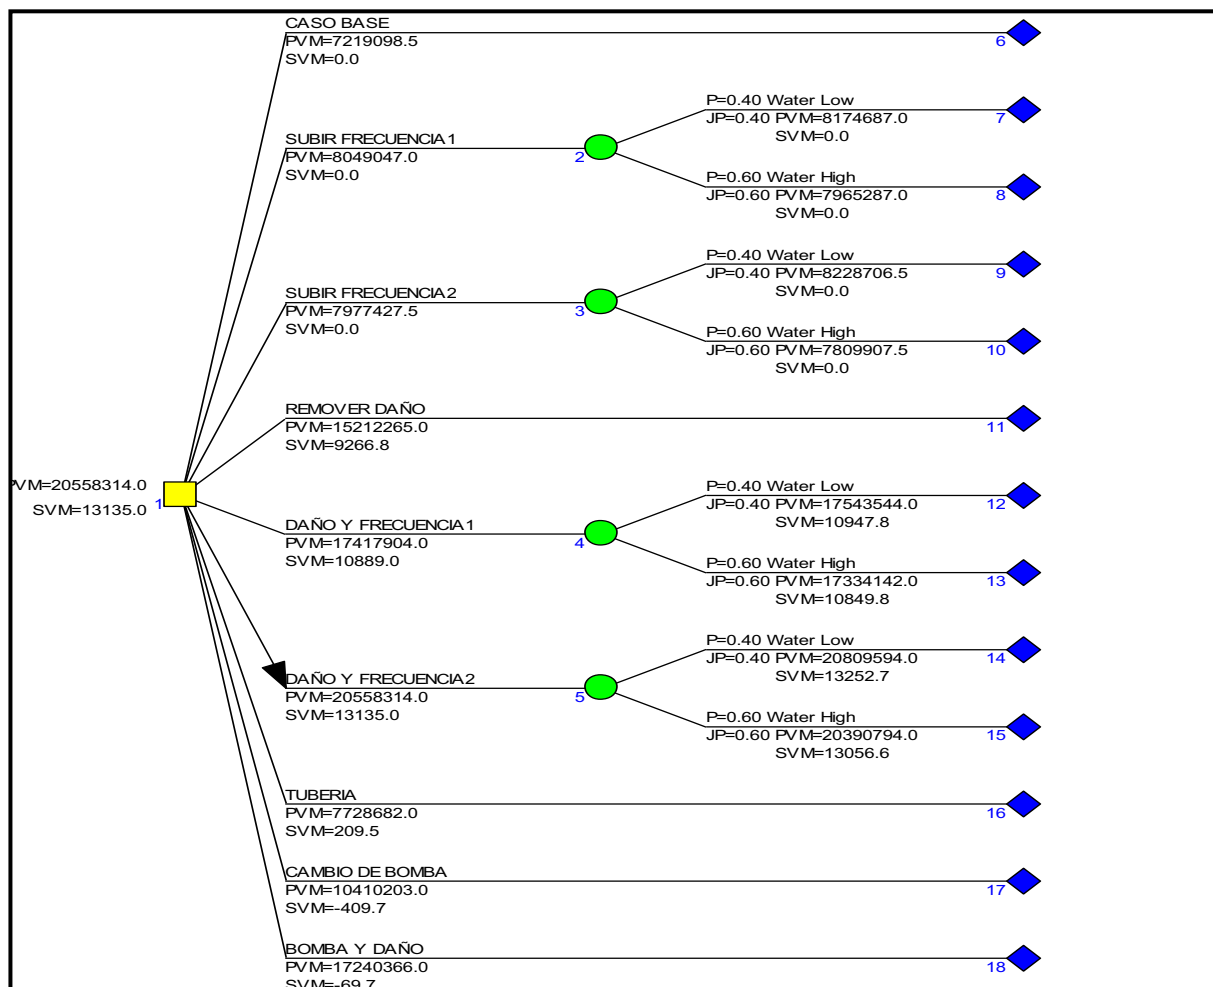 CASO BASE
PVM=7219098.5
SVM=0.0
6
P=0.40 Water Low
JP=0.40 PVM=8174687.0
SVM=0.0
7
SUBIR FRECUENCIA1
PVM=8049047.0
SVM=0.0
2
P=0.60 Water High
JP=0.60 PVM=7965287.0
SVM=0.0
8
P=0.40 Water Low
JP=0.40 PVM=8228706.5
SVM=0.0
9
SUBIR FRECUENCIA2
PVM=7977427.5
SVM=0.0
3
P=0.60 Water High
JP=0.60 PVM=7809907.5
SVM=0.0
10
REMOVER DAÑO
PVM=15212265.0
SVM=9266.8
11
PVM=20558314.0
SVM=13135.0
1
P=0.40 Water Low
JP=0.40 PVM=17543544.0
SVM=10947.8
12
DAÑO Y FRECUENCIA1
PVM=17417904.0
SVM=10889.0
4
P=0.60 Water High
JP=0.60 PVM=17334142.0
SVM=10849.8
13
P=0.40 Water Low
JP=0.40 PVM=20809594.0
SVM=13252.7
14
DAÑO Y FRECUENCIA2
PVM=20558314.0
SVM=13135.0
5
P=0.60 Water High
JP=0.60 PVM=20390794.0
SVM=13056.6
15
TUBERIA
PVM=7728682.0
SVM=209.5
16
CAMBIO DE BOMBA
PVM=10410203.0
SVM=-409.7
17
BOMBA Y DAÑO
PVM=17240366.0
SVM=-69.7
18